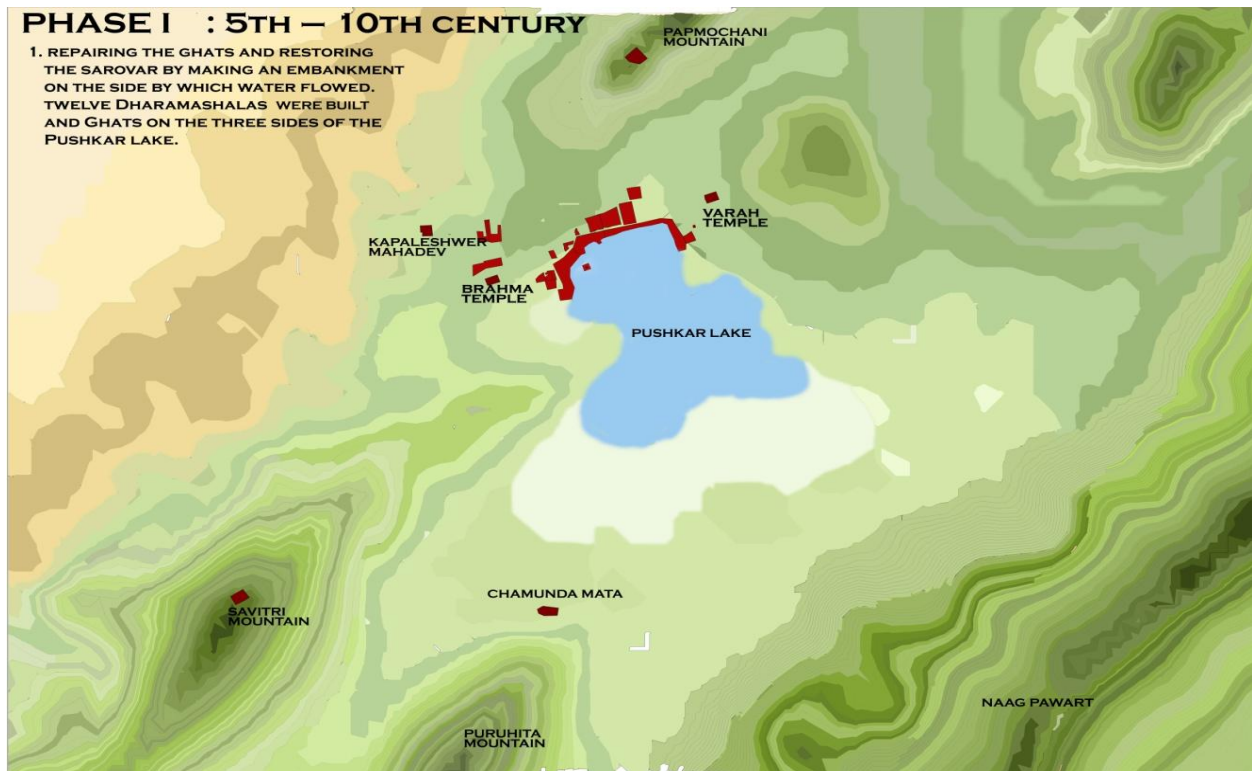 PHASE I : 5TH – 10TH CENTURY
1. REPAIRING THE GHATS AND RESTORING
THE SAROVAR BY MAKING AN EMBANKMENT
ON THE SIDE BY WHICH WATER FLOWED.
TWELVE DHARAMASHALAS WERE BUILT
AND GHATS ON THE THREE SIDES OF THE
PUSHKAR LAKE.
PAPMOCHANI
MOUNTAIN
VARAH
TEMPLE
KAPALESHWER
MAHADEV
BRAHMA
TEMPLE
PUSHKAR LAKE
CHAMUNDA MATA
SAVITRI
MOUNTAIN
NAAG PAWART
PURUHITA
MOUNTAIN